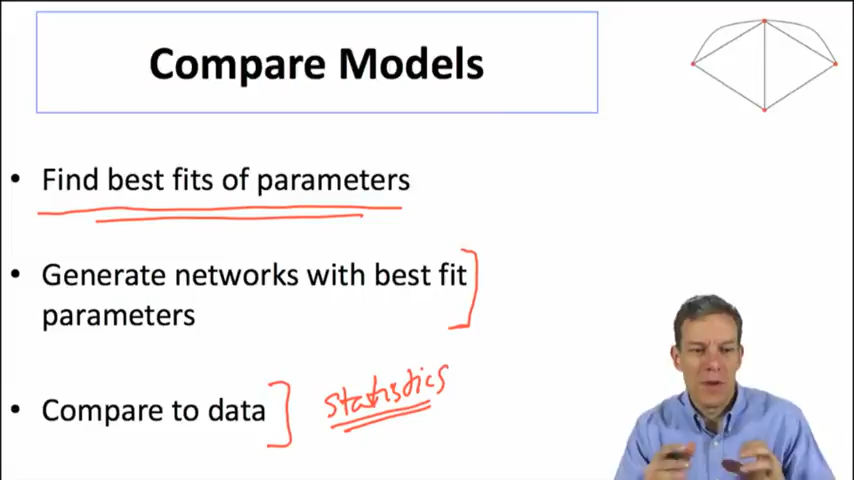 Compare Models
• Find best fits of parameters
• Generate networks with best fit
parameters
• Compare to data
statistics